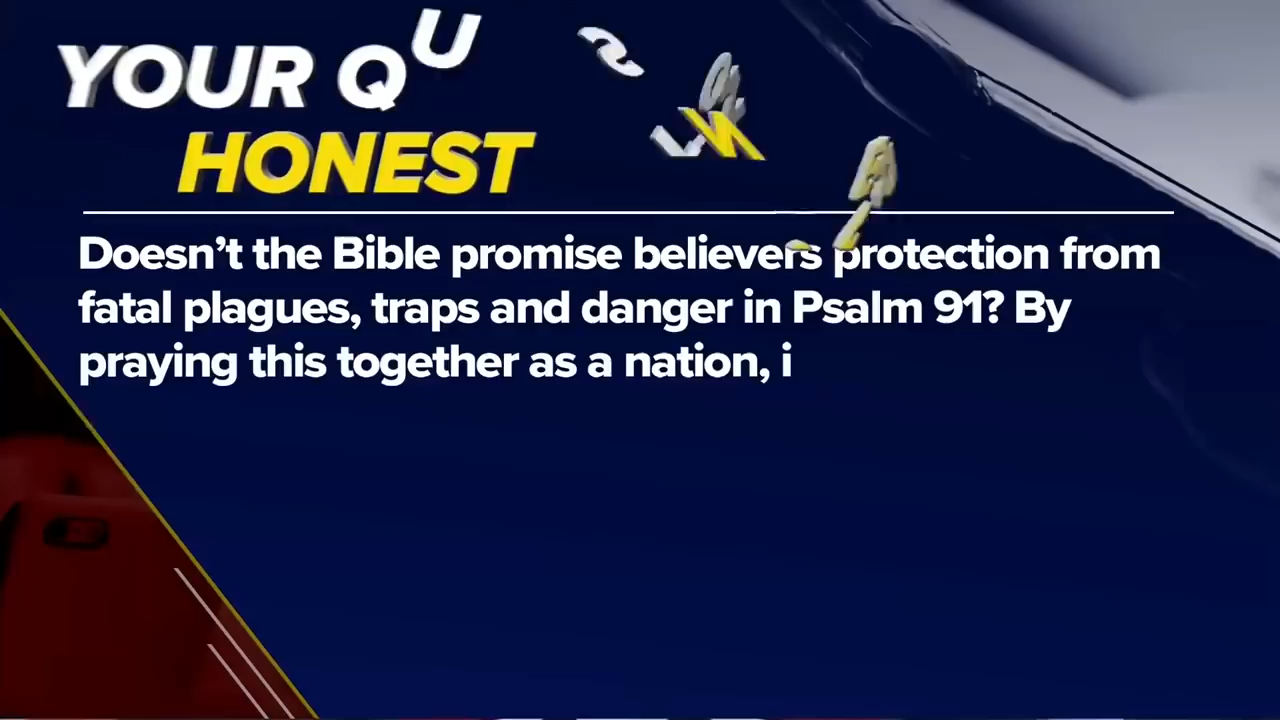 YOUR QU
HONEST
Doesn't the Bible promise believers protection from
fatal plagues, traps and danger in Psalm 91? By
praying this together as a nation, i